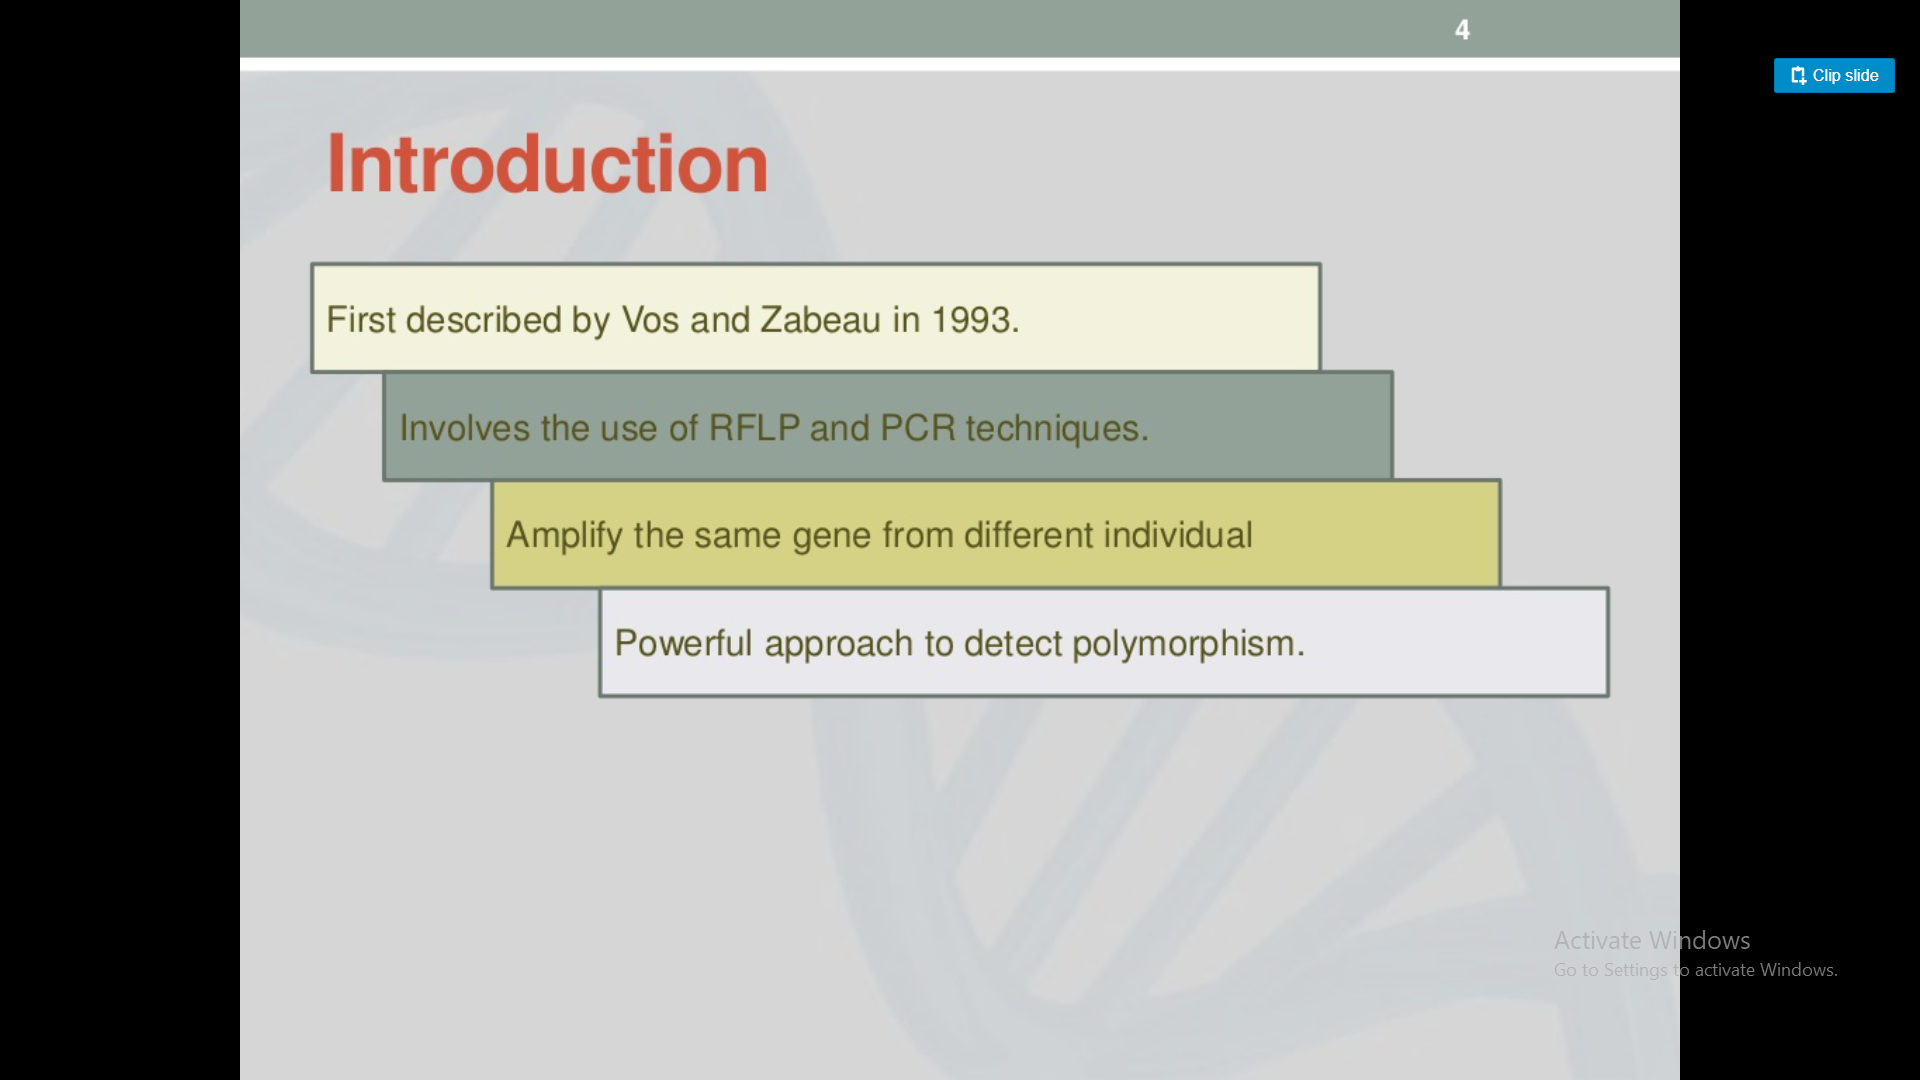 4
Clip slide
Introduction
First described by Vos and Zabeau in 1993.
Involves the use of RFLP and PCR techniques.
Amplify the same gene from different individual
Powerful approach to detect polymorphism.
Activate Windows
Go to Settings to activate Windows.